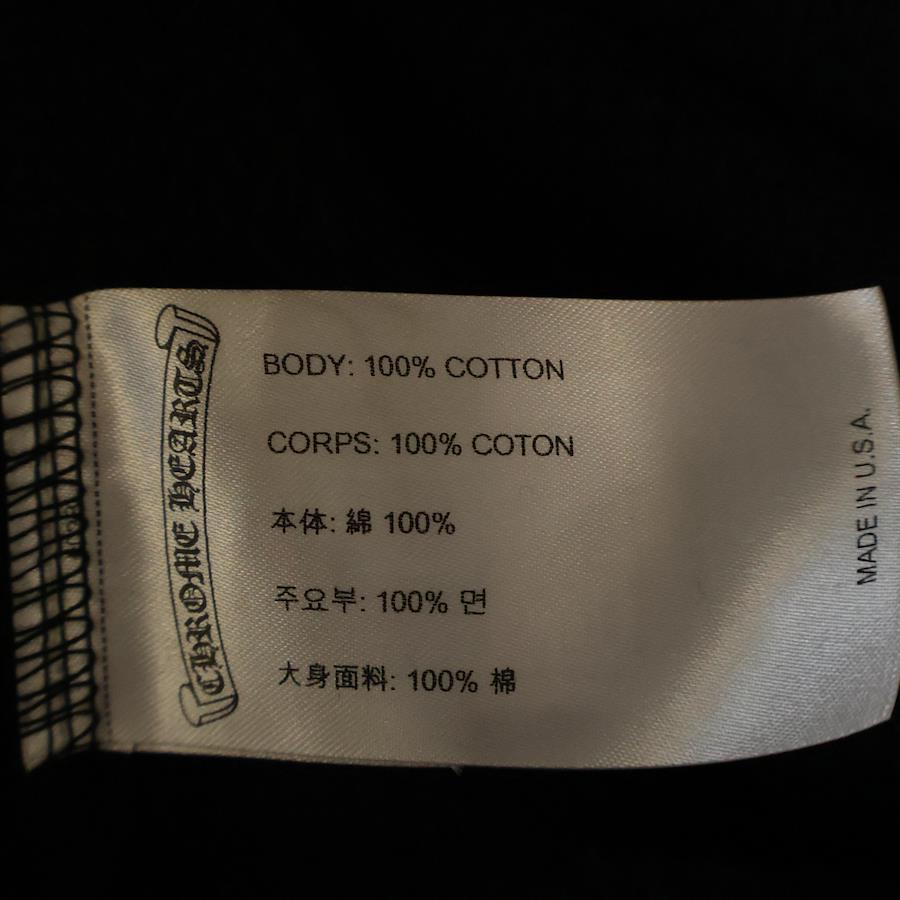 CHROME HEARTS
BODY: 100% COTTON
CORPS: 100% COTON
本体: 綿 100%
주요부: 100% 면
大身面料: 100% 棉
MADE IN U.S.A.